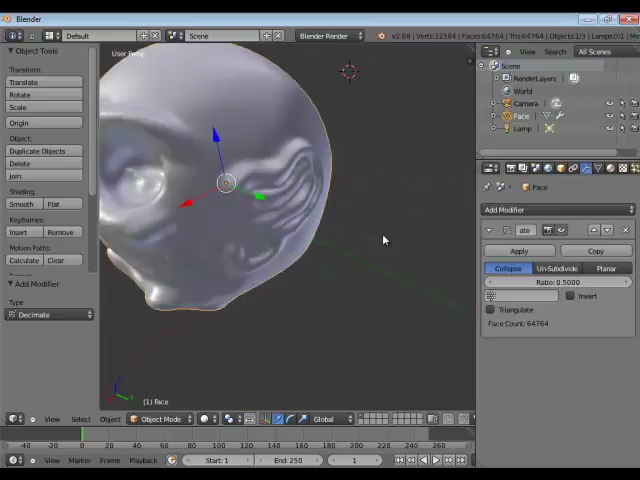 Blender
File
Default
Scene
Blender Render
v2.68 | Verts:32394 | Faces:64764 | Tris:64764 | Objects:1/3 | Lamps:0/1 | Me
Object Tools
Transform:
Translate
Rotate
Scale
Origin
Object:
Duplicate Objects
Delete
Join
Shading:
Smooth Flat
Keyframes:
Insert Remove
Motion Paths:
Calculate Clear
Add Modifier
Type
Decimate
User Persp
(1) Face
View Select Object Object Mode Global
View Search All Scenes
Scene
RenderLayers
World
Camera
Face
Lamp
Face
Add Modifier
ate
Apply Copy
Collapse Un-Subdivide Planar
Ratio: 0.5000
Invert
Triangulate
Face Count: 64764
-40 -20 0 20 40 60 80 100 120 140 160 180 200 220 240 260
View Marker Frame Playback Start: 1 End: 250 1